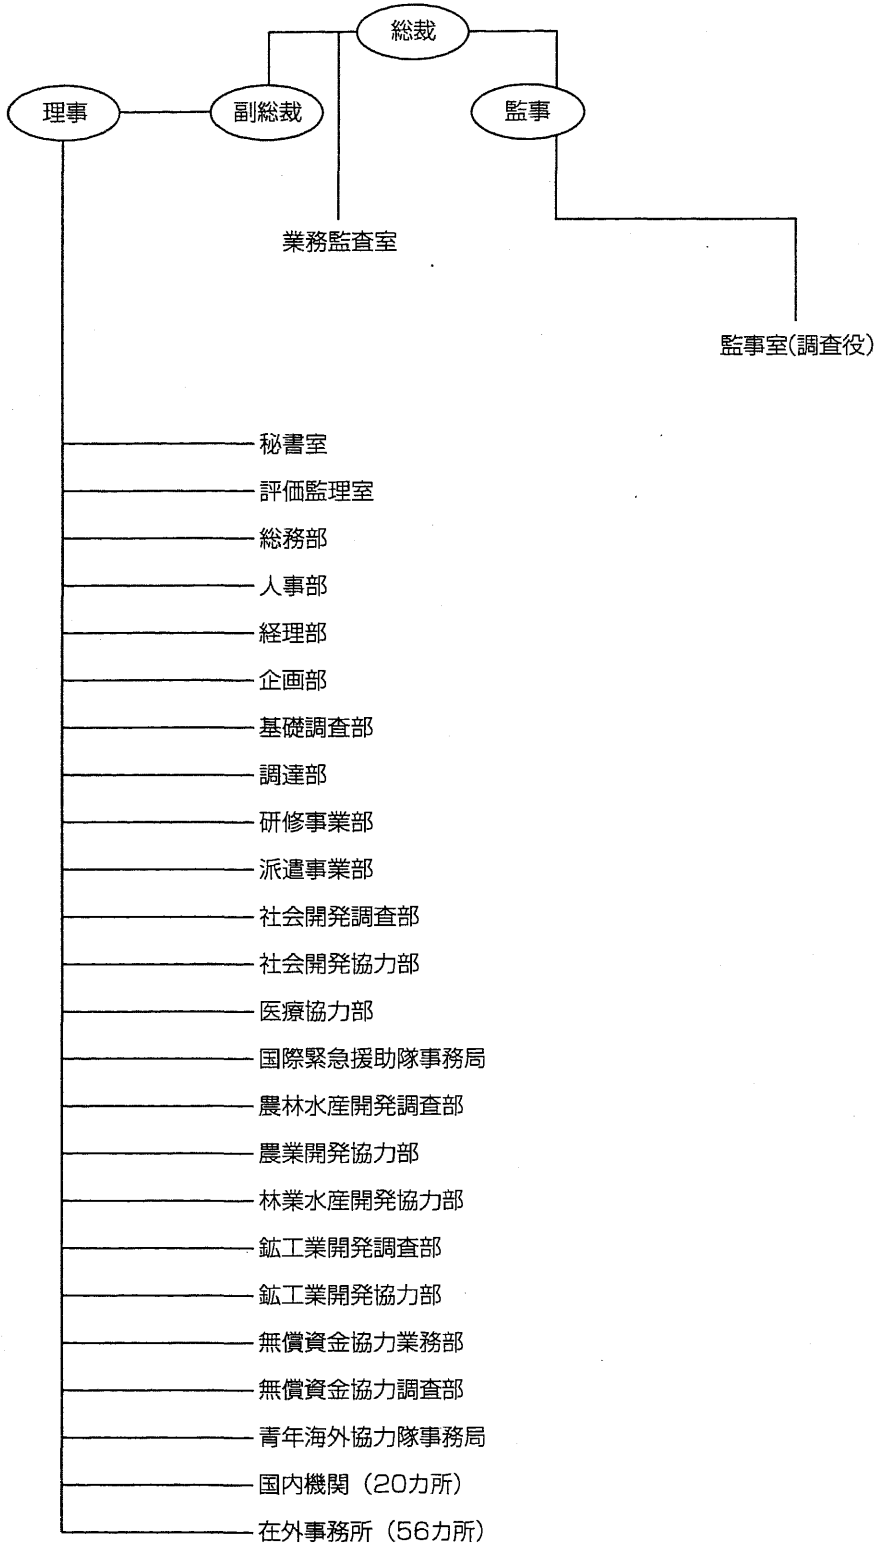 総裁
理事
副総裁
監事
業務監査室
監事室(調査役)
秘書室
評価監理室
総務部
人事部
経理部
企画部
基礎調査部
調達部
研修事業部
派遣事業部
社会開発調査部
社会開発協力部
医療協力部
国際緊急援助隊事務局
農林水産開発調査部
農業開発協力部
林業水産開発協力部
鉱工業開発調査部
鉱工業開発協力部
無償資金協力業務部
無償資金協力調査部
青年海外協力隊事務局
国内機関（20カ所）
在外事務所（56カ所）